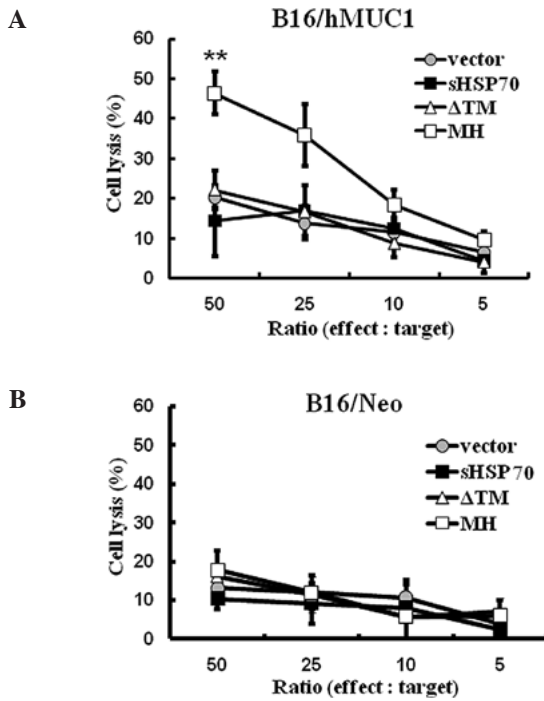 A
B16/hMUC1
**
60
50
40
30
20
10
0
Cell lysis (%)
vector
sHSP70
ΔTM
MH
50 25 10 5
Ratio (effect : target)
B
B16/Neo
60
50
40
30
20
10
0
Cell lysis (%)
vector
sHSP70
ΔTM
MH
50 25 10 5
Ratio (effect : target)